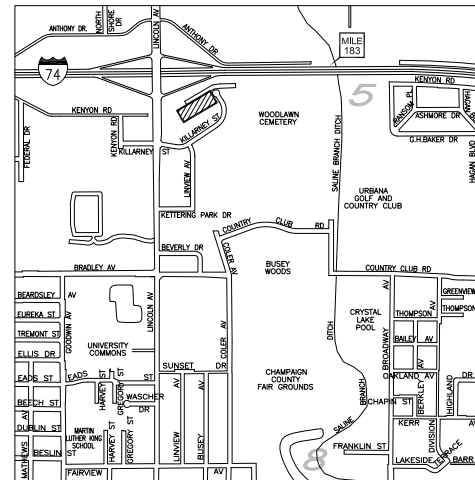 NORTH
SHORE
DR
ANTHONY DR.
LINCOLN AV
ANTHONY DR
MILE
183
74
KENYON RD
5
WOODLAWN
CEMETERY
RANSOM PL
ASHMORE DR
HAGAN
KENYON RD
KILLARNEY ST
G.H.BAKER DR
FEDERAL DR
KENYON RD
KILLARNEY ST
SALINE BRANCH DITCH
HAGAN BLVD
LINVIEW AV
URBANA
GOLF AND
COUNTRY CLUB
KETTERING PARK DR
COUNTRY CLUB RD
BEVERLY DR
COLER AV
BRADLEY AV
BUSEY
WOODS
COUNTRY CLUB RD
BEARDSLEY AV
GREENVIEW
EUREKA ST
GOODWIN AV
LINCOLN AV
CRYSTAL
LAKE
POOL
AV
THOMPSON
AV
THOMPSON
TREMONT ST
UNIVERSITY
COMMONS
COLER AV
DITCH
BROADWAY
BAILEY AV
ELLIS DR
SUNSET DR
CHAMPAIGN
COUNTY
FAIR GROUNDS
OAKLAND AV
DR
EADS ST
EADS ST
HARVEY ST
GREGORY ST
WASCHER
DR
AV
AV
BRANCH
BERKLEY AV
HIGHLAND
BEECH ST
CHAPIN ST
DUBLIN ST
AV
MARTIN
LUTHER KING
SCHOOL
HARVEY ST
GREGORY ST
LINVIEW
BUSEY
SALINE
KERR AV
DIVISION
BESLIN ST
8
FRANKLIN ST
MATHEWS
FAIRVIEW AV
LAKESIDE TERRACE
BARR